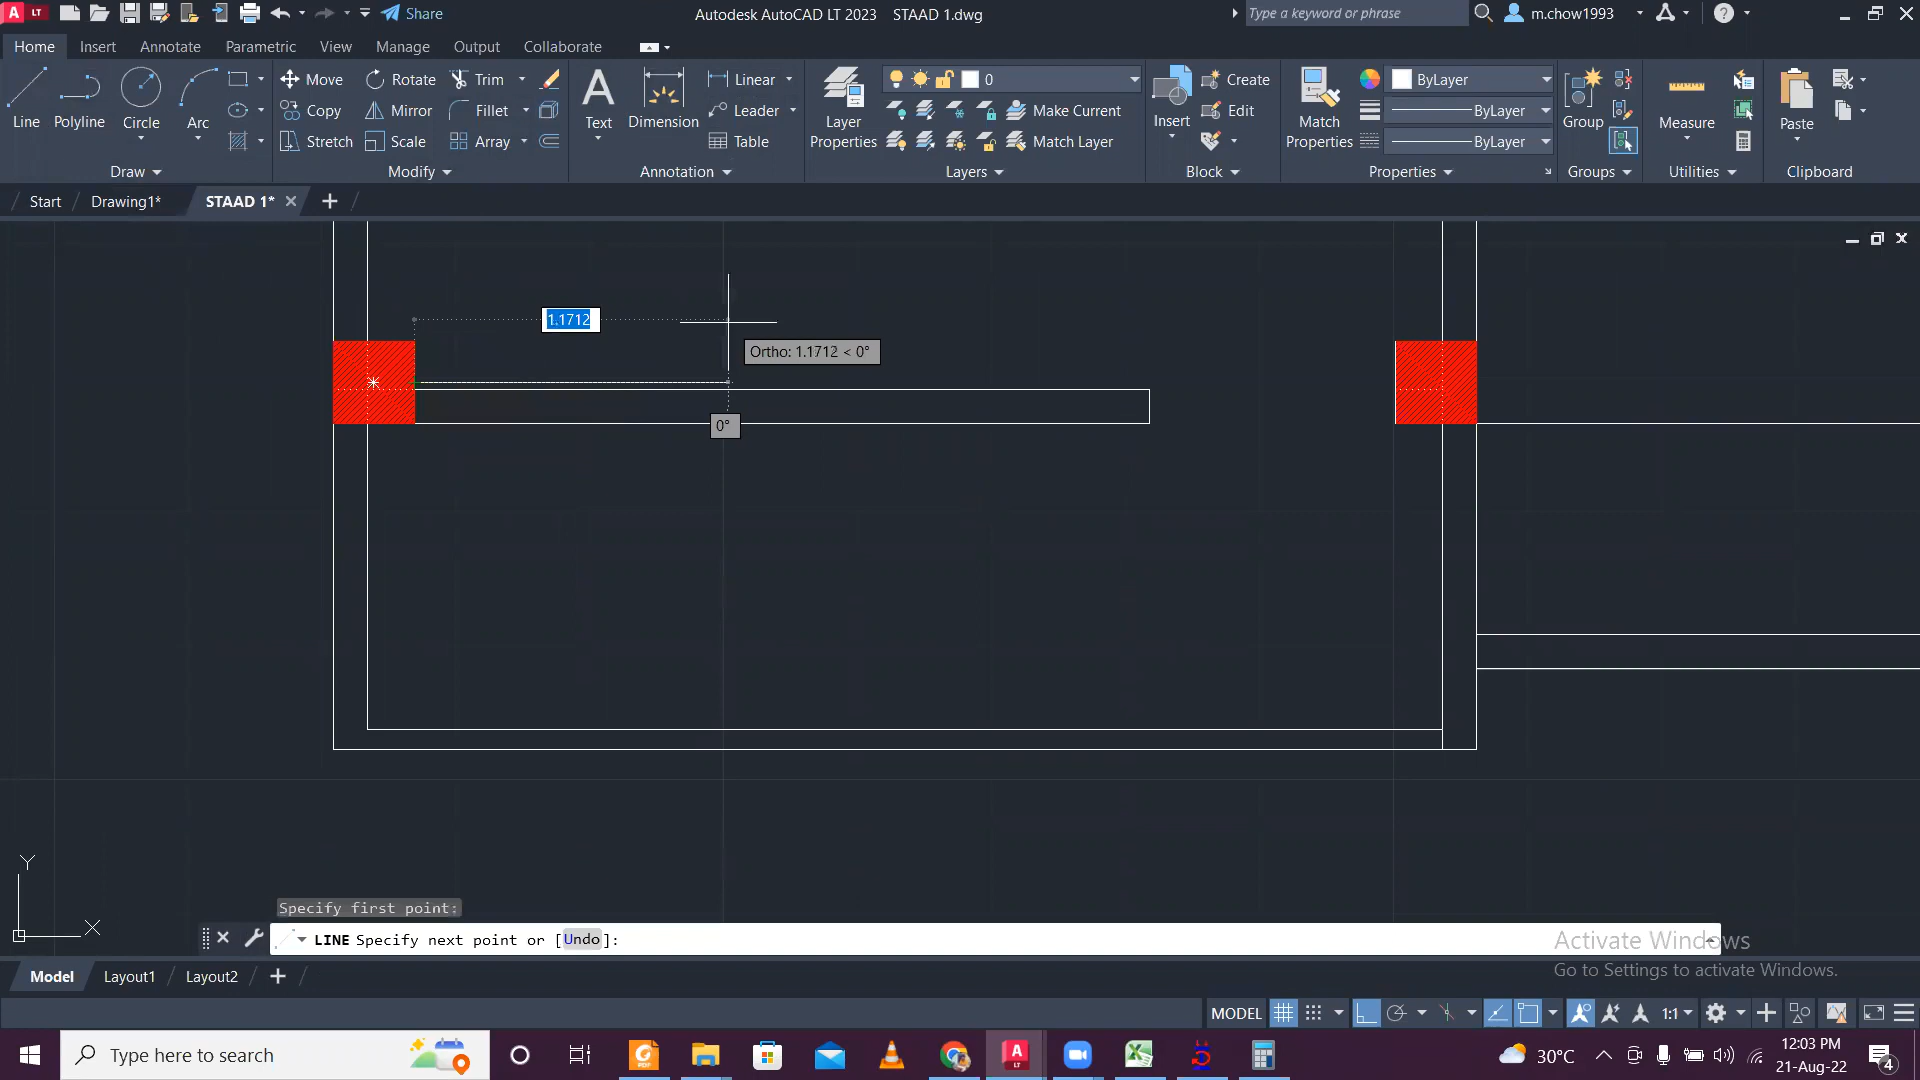 A LT Share Autodesk AutoCAD LT 2023 STAAD 1.dwg Type a keyword or phrase m.chow1993
Home Insert Annotate Parametric View Manage Output Collaborate
Line Polyline Circle Arc
Move Rotate Trim
Copy Mirror Fillet
Stretch Scale Array
Text Dimension
Linear
Leader
Table
Layer Properties
0
Make Current
Match Layer
Insert
Create
Edit
Match Properties
ByLayer
ByLayer
ByLayer
Group
Measure
Paste
Draw Modify Annotation Layers Block Properties Groups Utilities Clipboard
Start Drawing1* STAAD 1*
1.1712
Ortho: 1.1712 < 0°
0°
Y
X
Specify first point:
LINE Specify next point or [Undo]:
Activate Windows
Go to Settings to activate Windows.
Model Layout1 Layout2
MODEL 1:1
Type here to search
PDF
A LT
30°C
12:03 PM
21-Aug-22
4